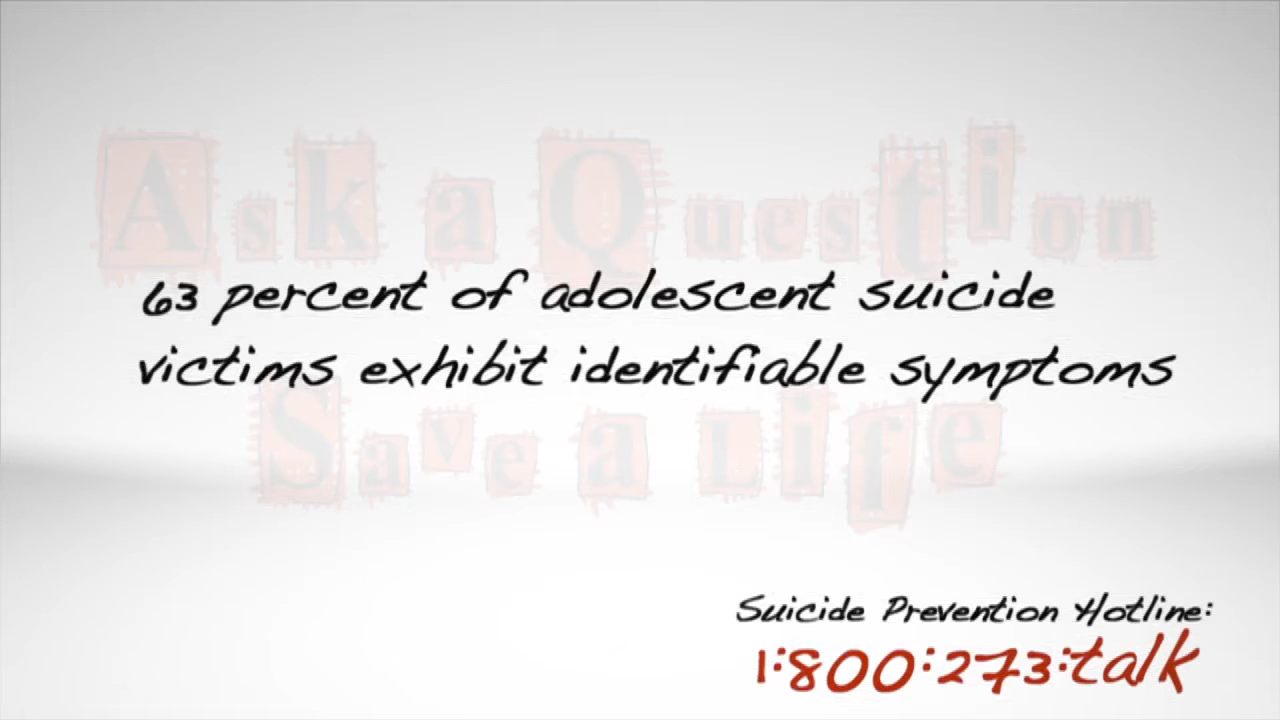 Ask a Question
63 percent of adolescent suicide
victims exhibit identifiable symptoms
Save a Life
Suicide Prevention Hotline:
1:800:273:talk